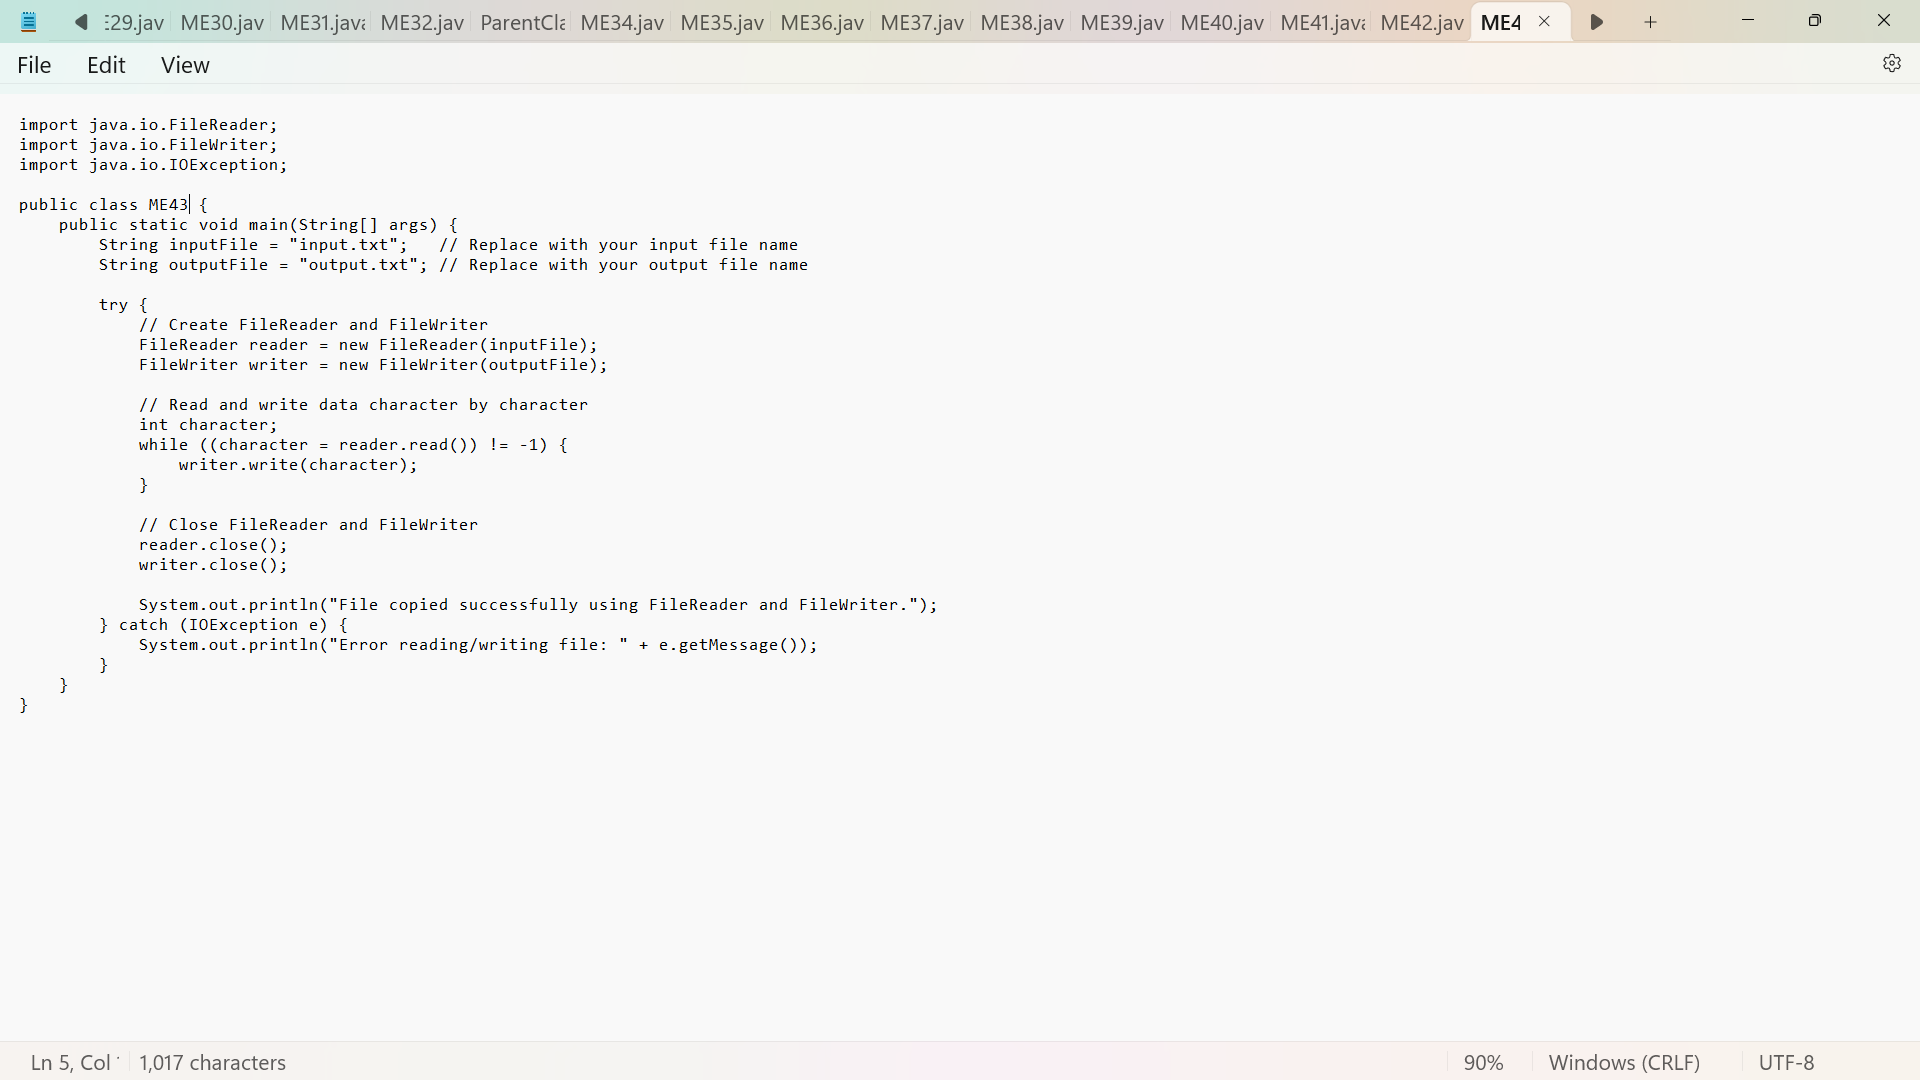 E29.jav ME30.jav ME31.java ME32.jav ParentCla ME34.jav ME35.jav ME36.jav ME37.jav ME38.jav ME39.jav ME40.jav ME41.java ME42.jav ME4
File Edit View
import java.io.FileReader;
import java.io.FileWriter;
import java.io.IOException;
public class ME43 {
    public static void main(String[] args) {
        String inputFile = "input.txt";   // Replace with your input file name
        String outputFile = "output.txt"; // Replace with your output file name
        try {
            // Create FileReader and FileWriter
            FileReader reader = new FileReader(inputFile);
            FileWriter writer = new FileWriter(outputFile);
            // Read and write data character by character
            int character;
            while ((character = reader.read()) != -1) {
                writer.write(character);
            }
            // Close FileReader and FileWriter
            reader.close();
            writer.close();
            System.out.println("File copied successfully using FileReader and FileWriter.");
        } catch (IOException e) {
            System.out.println("Error reading/writing file: " + e.getMessage());
        }
    }
}
Ln 5, Col 1,017 characters 90% Windows (CRLF) UTF-8